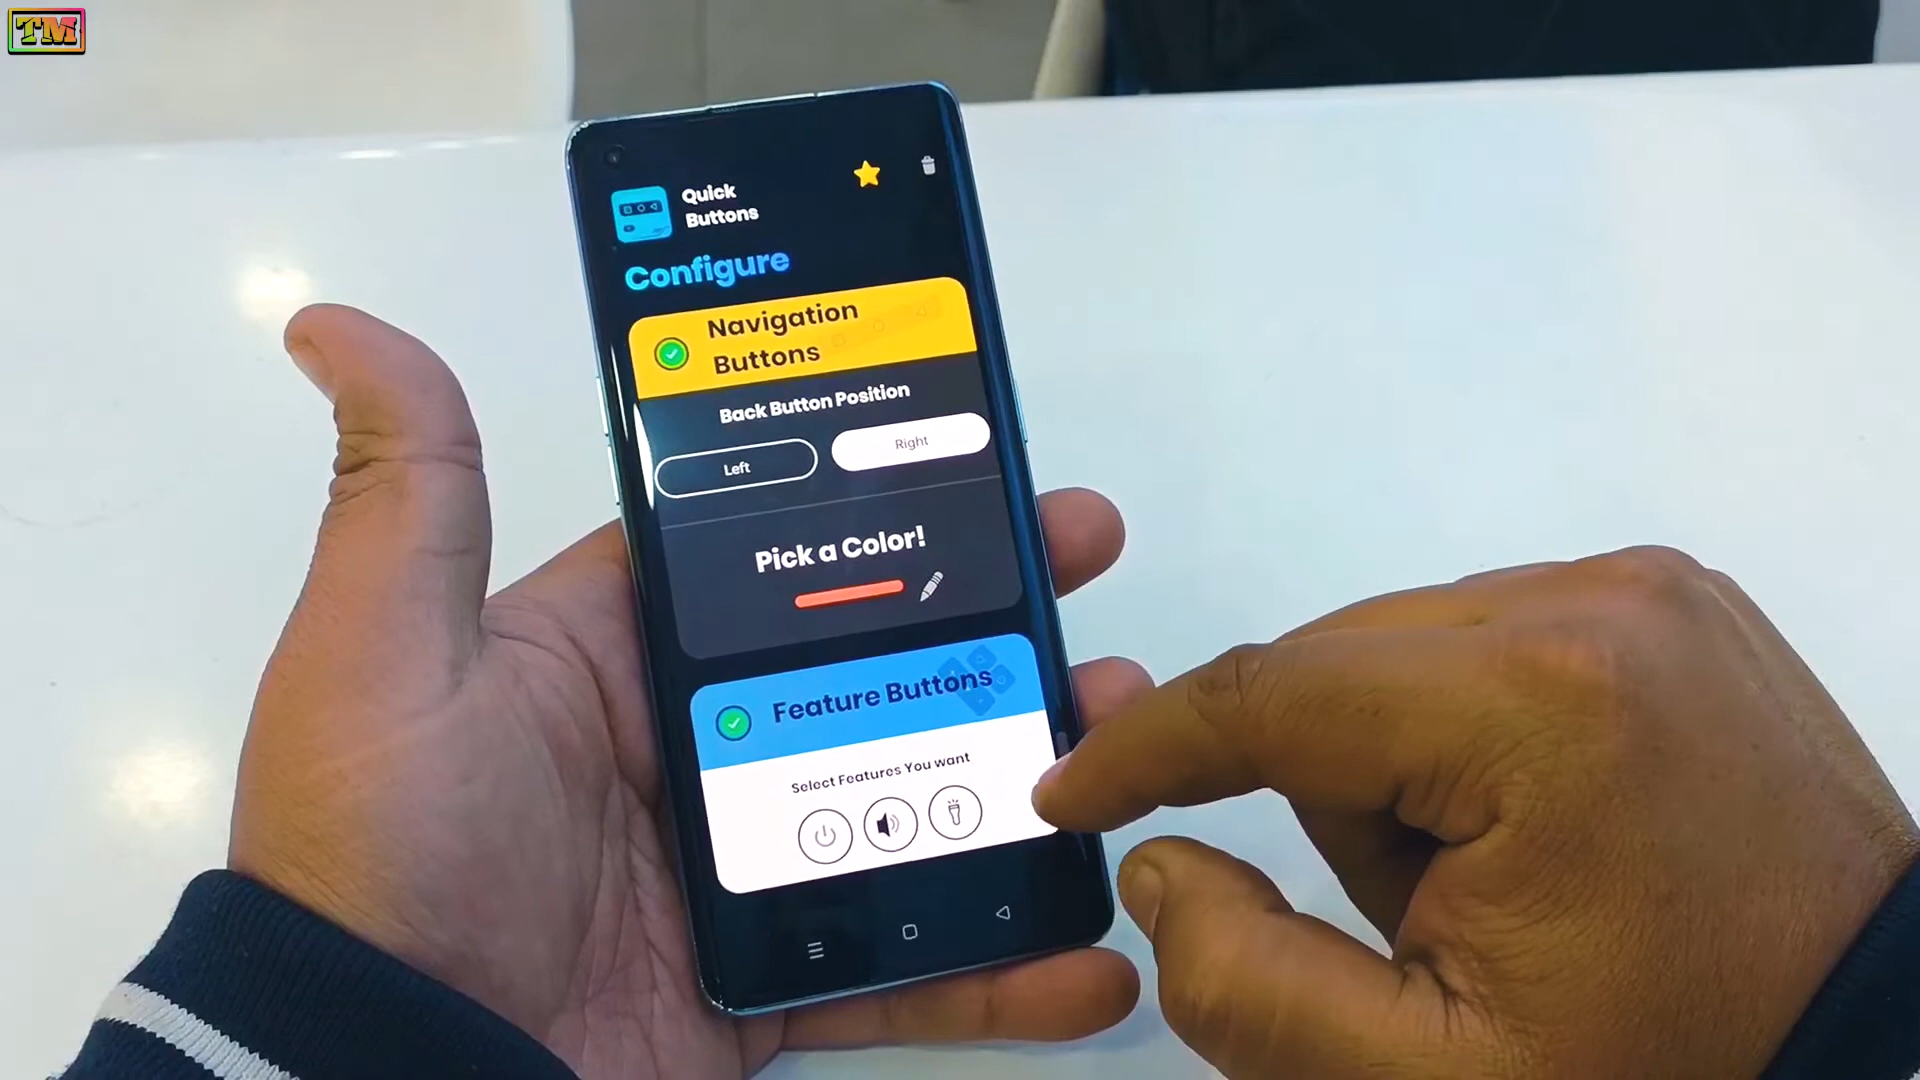 TM
Quick
Buttons
Configure
Navigation
Buttons
Back Button Position
Left
Right
Pick a Color!
Feature Buttons
Select Features You want